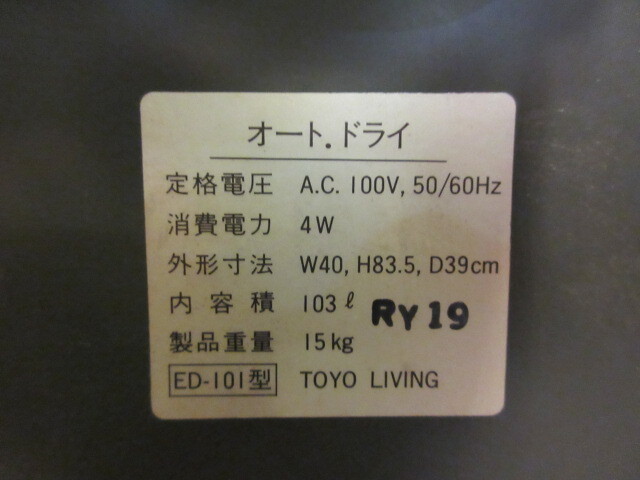 オート.ドライ
定格電圧 A.C. 100V, 50/60Hz
消費電力 4W
外形寸法 W40, H83.5, D39cm
内容積 103ℓ RY19
製品重量 15kg
ED-101型 TOYO LIVING